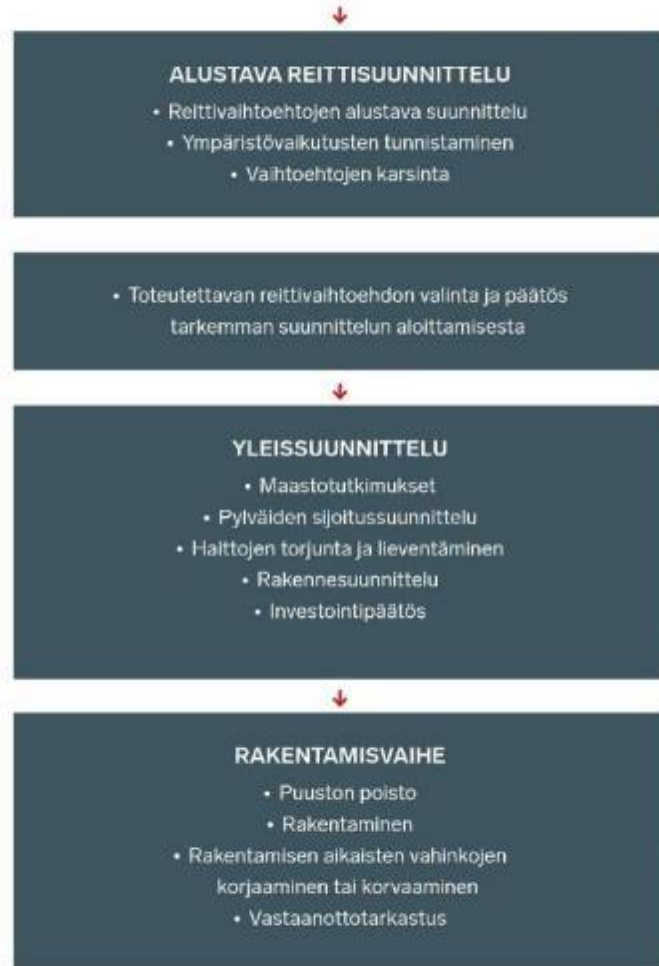 ALUSTAVA REITTISUUNNITTELU
• Reittivaihtoehtojen alustava suunnittelu
• Ympäristövaikutusten tunnistaminen
• Vaihtoehtojen karsinta
• Toteutettavan reittivaihtoehdon valinta ja päätös
tarkemman suunnittelun aloittamisesta
YLEISSUUNNITTELU
• Maastotutkimukset
• Pylväiden sijoitussuunnittelu
• Haittojen torjunta ja lieventäminen
• Rakennesuunnittelu
• Investointipäätös
RAKENTAMISVAIHE
• Puuston poisto
• Rakentaminen
• Rakentamisen aikaisten vahinkojen
korjaaminen tai korvaaminen
• Vastaanottotarkastus